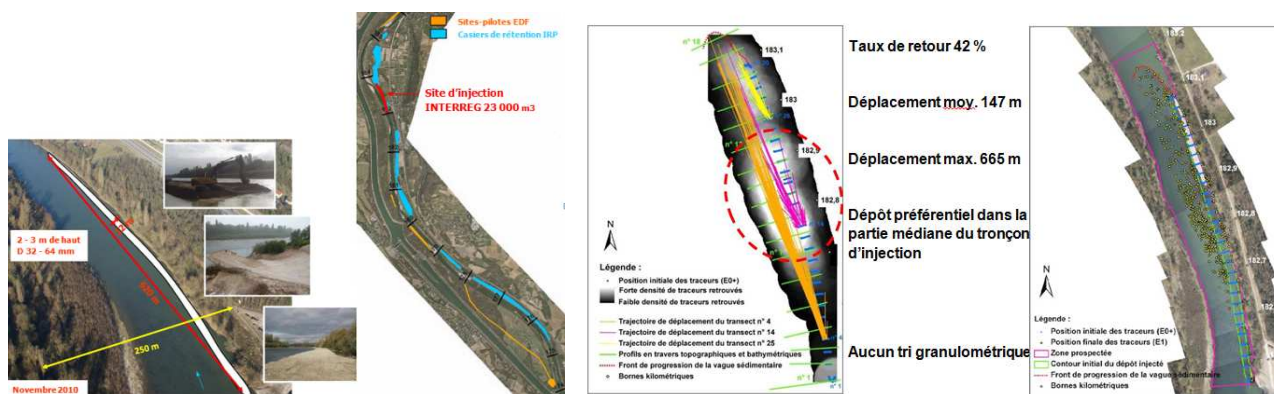 2 - 3 m de haut
D 32 - 64 mm
620 m
250 m
Novembre 2010
Sites-pilotes EDF
Casiers de rétention IRP
Site d'injection
INTERREG 23 000 m3
n° 18
183,1
183
n° 1
182,9
182,8
n° 1
N
Légende :
Position initiale des traceurs (E0+)
Forte densité de traceurs retrouvés
Faible densité de traceurs retrouvés
Trajectoire de déplacement du transect n° 4
Trajectoire de déplacement du transect n° 14
Trajectoire de déplacement du transect n° 25
Profils en travers topographiques et bathymétriques
Front de progression de la vague sédimentaire
Bornes kilométriques
Taux de retour 42 %
Déplacement moy. 147 m
Déplacement max. 665 m
Dépôt préférentiel dans la
partie médiane du tronçon
d'injection
Aucun tri granulométrique
183,2
183,1
183
182,9
182,8
182,7
N
Légende :
Position initiale des traceurs (E0+)
Position finale des traceurs (E1)
Zone prospectée
Contour initial du dépôt injecté
Front de progression de la vague sédimentaire
Bornes kilométriques